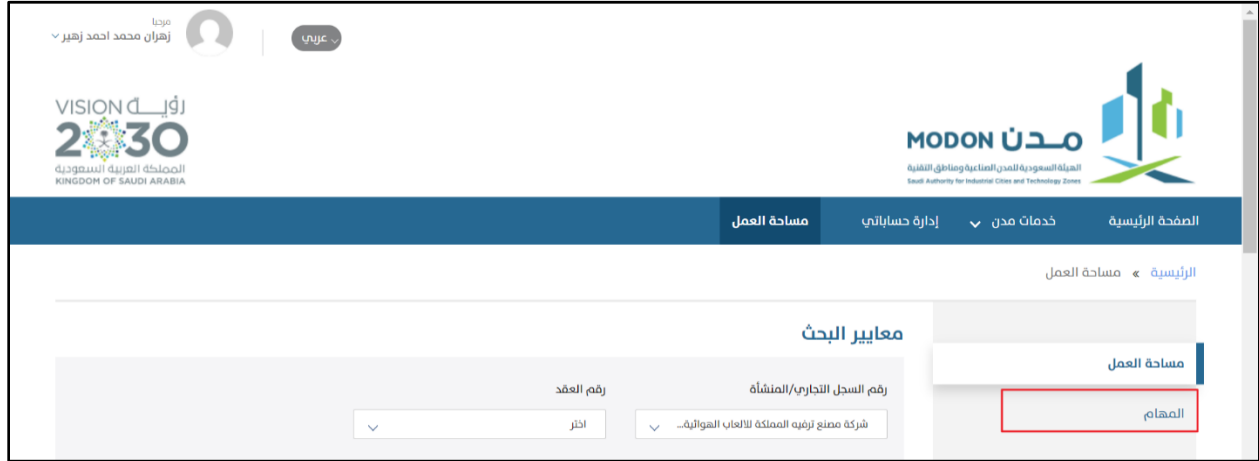 مرحبا
زهران محمد احمد زهير
عربي
VISION رؤيــــة
2030
المملكة العربية السعودية
KINGDOM OF SAUDI ARABIA
MODON مـدن
الهيئة السعودية للمدن الصناعية ومناطق التقنية
Saudi Authority for Industrial Cities and Technology Zones
الصفحة الرئيسية خدمات مدن إدارة حساباتي مساحة العمل
الرئيسية » مساحة العمل
معايير البحث
مساحة العمل
المهام
رقم السجل التجاري/المنشأة رقم العقد
شركة مصنع ترفيه المملكة للالعاب الهوائية... اختر